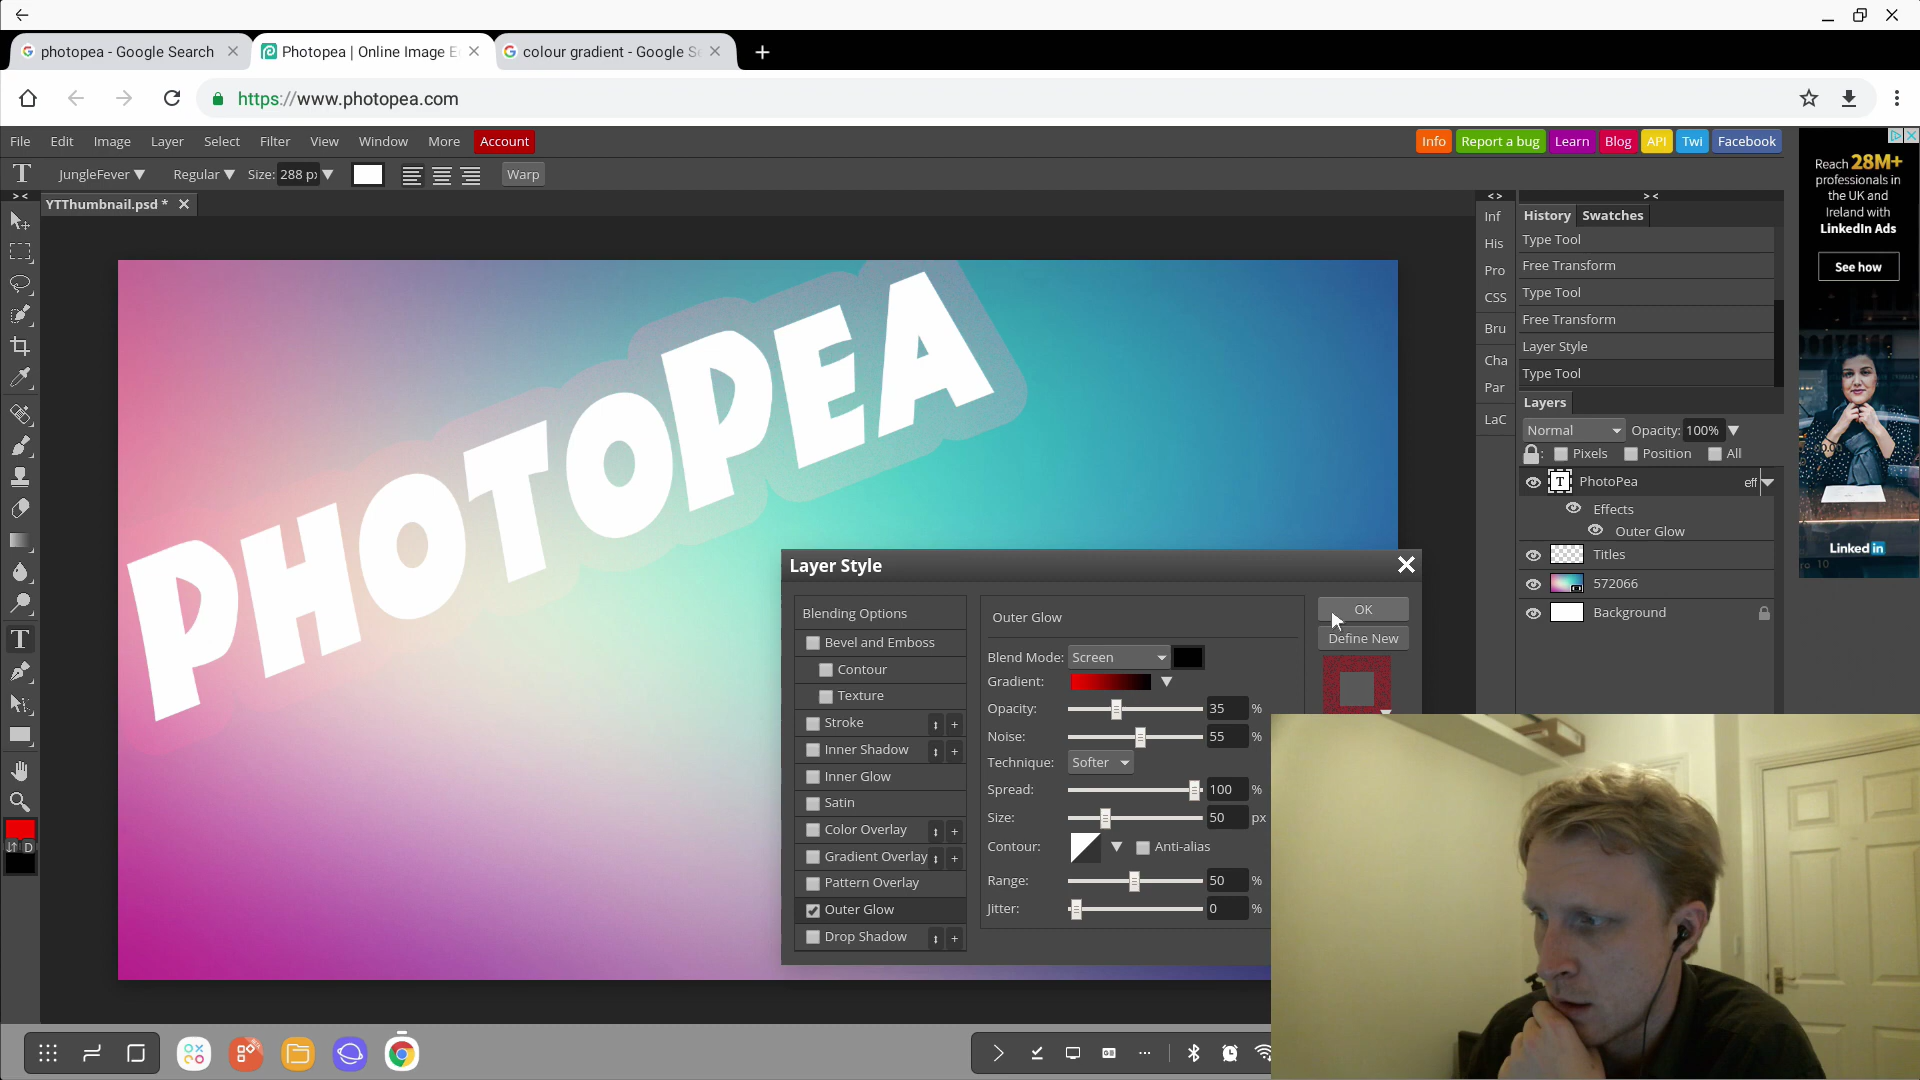 photopea - Google Search
Photopea | Online Image E
colour gradient - Google S
https://www.photopea.com
File Edit Image Layer Select Filter View Window More Account
Info Report a bug Learn Blog API Twi Facebook
T JungleFever Regular Size: 288 p Warp
> < < > > <
YTThumbnail.psd *
Inf
His
Pro
CSS
Bru
Cha
Par
LaC
History Swatches
Type Tool
Free Transform
Type Tool
Free Transform
Layer Style
Type Tool
Layers
Normal Opacity: 100%
: Pixels Position All
T PhotoPea eff
Effects
Outer Glow
Titles
572066
Background
PHOTOPEA
T
D
Layer Style
Blending Options
Bevel and Emboss
Contour
Texture
Stroke +
Inner Shadow +
Inner Glow
Satin
Color Overlay +
Gradient Overlay +
Pattern Overlay
Outer Glow
Drop Shadow +
Outer Glow
Blend Mode: Screen
Gradient:
Opacity: 35 %
Noise: 55 %
Technique: Softer
Spread: 100 %
Size: 50 px
Contour: Anti-alias
Range: 50 %
Jitter: 0 %
OK
Define New
Reach 28M+
professionals in
the UK and
Ireland with
LinkedIn Ads
See how
Linked in